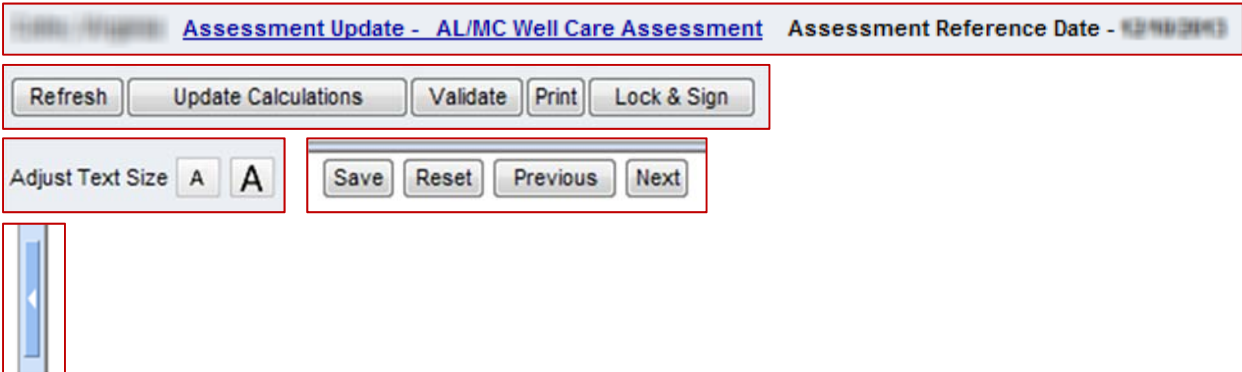 Assessment Update - AL/MC Well Care Assessment Assessment Reference Date -
Refresh Update Calculations Validate Print Lock & Sign
Adjust Text Size A A Save Reset Previous Next